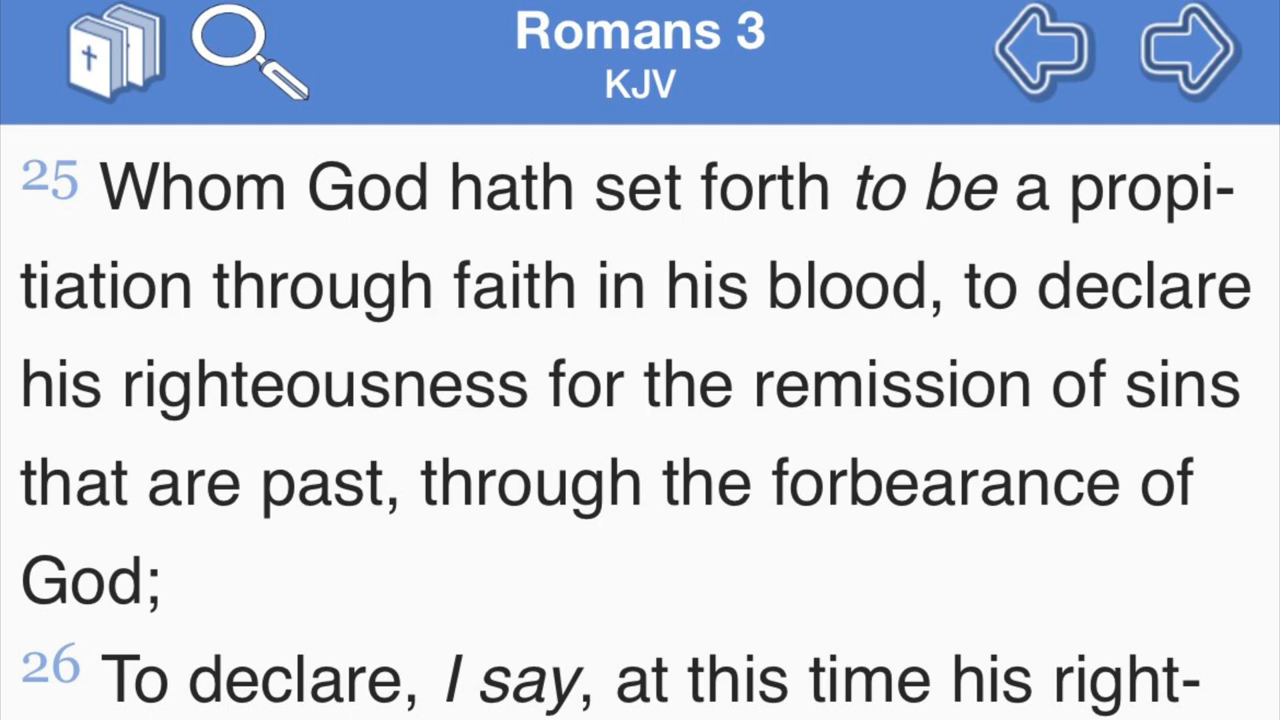 Romans 3
KJV
25 Whom God hath set forth to be a propi-
tiation through faith in his blood, to declare
his righteousness for the remission of sins
that are past, through the forbearance of
God;
26 To declare, I say, at this time his right-